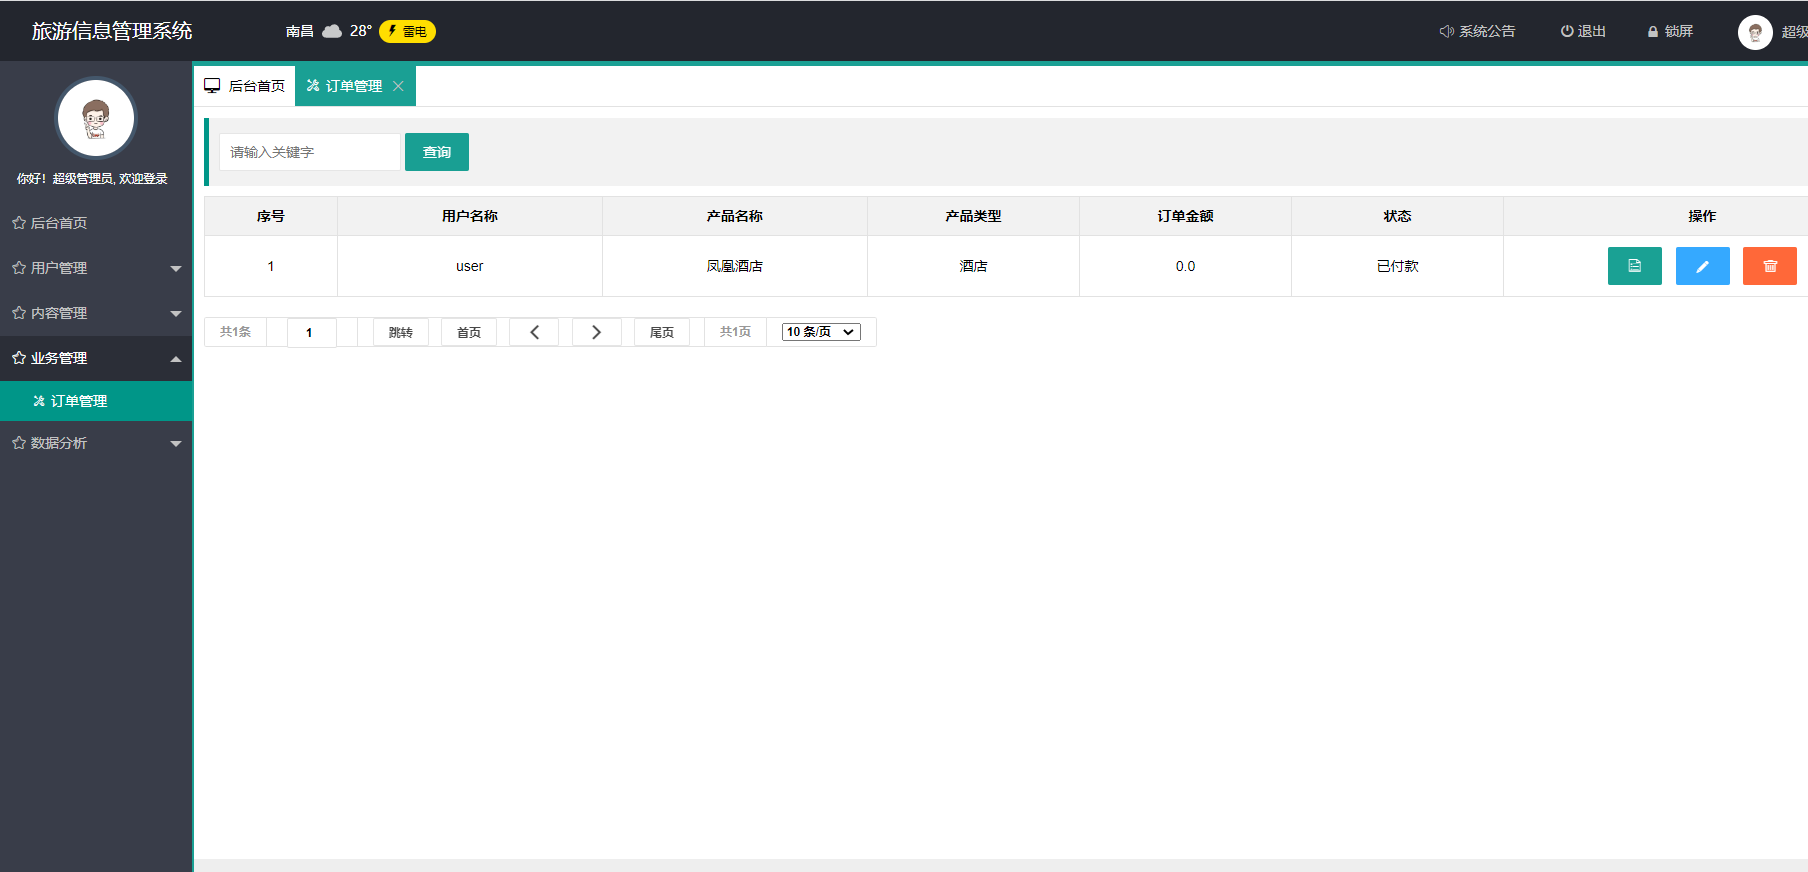 旅游信息管理系统 南昌 28° 雷电 系统公告 退出 锁屏 超级
后台首页 订单管理
你好！超级管理员, 欢迎登录
后台首页
用户管理
内容管理
业务管理
订单管理
数据分析
请输入关键字 查询
序号 用户名称 产品名称 产品类型 订单金额 状态 操作
1 user 凤凰酒店 酒店 0.0 已付款
共1条 1 跳转 首页 尾页 共1页 10 条/页